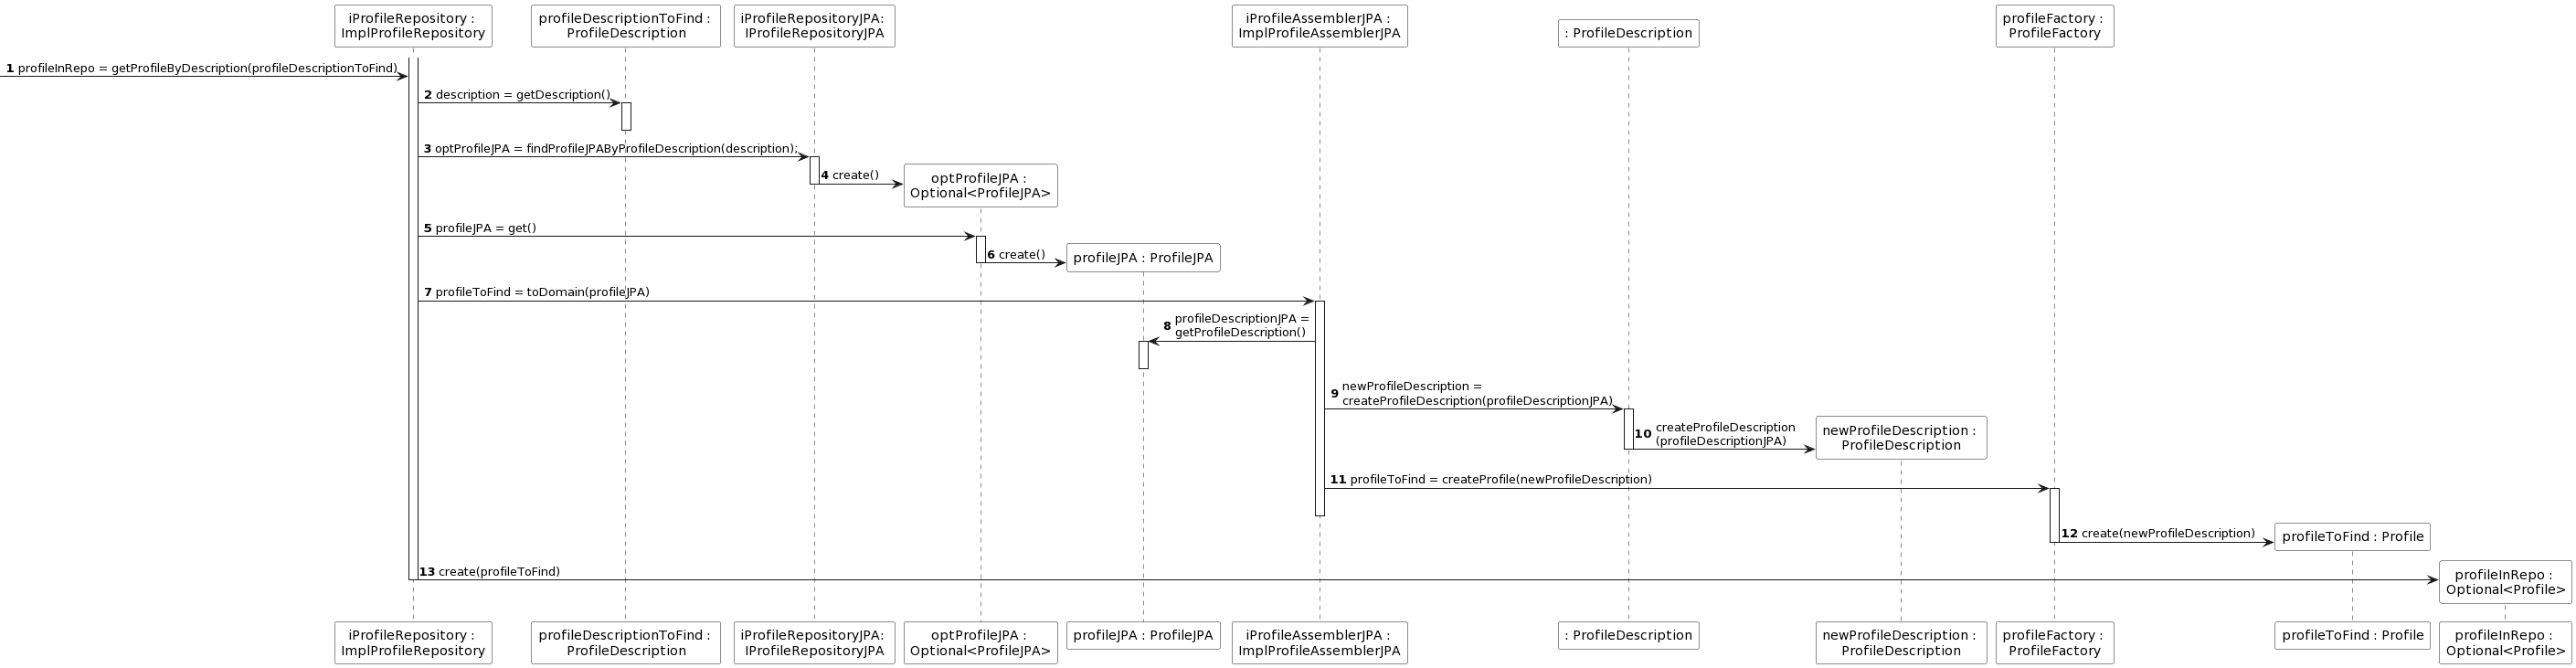 iProfileRepository :
ImplProfileRepository
profileDescriptionToFind :
ProfileDescription
iProfileRepositoryJPA:
IProfileRepositoryJPA
iProfileAssemblerJPA :
ImplProfileAssemblerJPA
: ProfileDescription
profileFactory :
ProfileFactory
1 profileInRepo = getProfileByDescription(profileDescriptionToFind)
2 description = getDescription()
3 optProfileJPA = findProfileJPAByProfileDescription(description);
4 create()
optProfileJPA :
Optional<ProfileJPA>
5 profileJPA = get()
6 create()
profileJPA : ProfileJPA
7 profileToFind = toDomain(profileJPA)
8 profileDescriptionJPA =
getProfileDescription()
9 newProfileDescription =
createProfileDescription(profileDescriptionJPA)
10 createProfileDescription
(profileDescriptionJPA)
newProfileDescription :
ProfileDescription
11 profileToFind = createProfile(newProfileDescription)
12 create(newProfileDescription)
profileToFind : Profile
13 create(profileToFind)
profileInRepo :
Optional<Profile>
iProfileRepository :
ImplProfileRepository
profileDescriptionToFind :
ProfileDescription
iProfileRepositoryJPA:
IProfileRepositoryJPA
optProfileJPA :
Optional<ProfileJPA>
profileJPA : ProfileJPA
iProfileAssemblerJPA :
ImplProfileAssemblerJPA
: ProfileDescription
newProfileDescription :
ProfileDescription
profileFactory :
ProfileFactory
profileToFind : Profile
profileInRepo :
Optional<Profile>